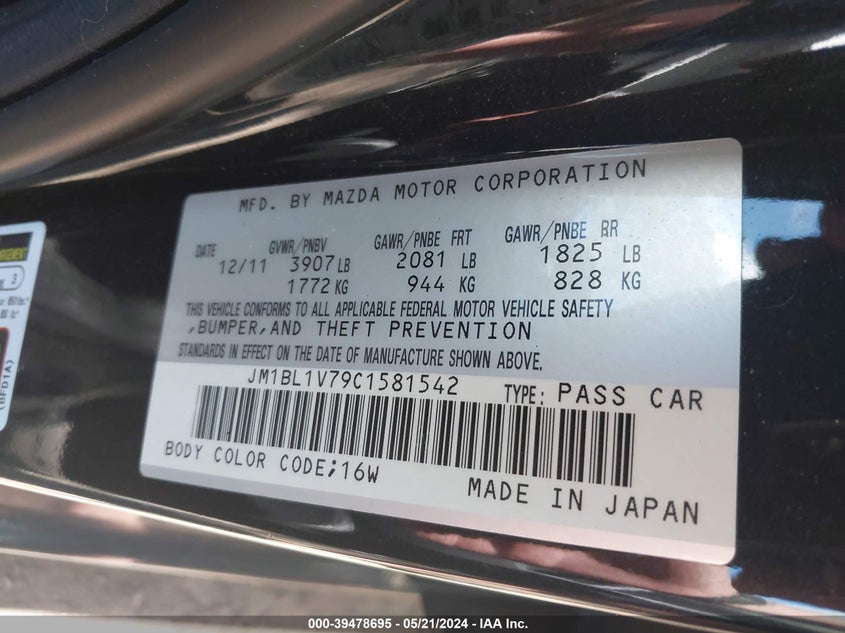 MFD. BY MAZDA MOTOR CORPORATION
DATE GVWR/PNBV GAWR/PNBE FRT GAWR/PNBE RR
12/11 3907 LB 2081 LB 1825 LB
1772 KG 944 KG 828 KG
THIS VEHICLE CONFORMS TO ALL APPLICABLE FEDERAL MOTOR VEHICLE SAFETY
,BUMPER,AND THEFT PREVENTION
STANDARDS IN EFFECT ON THE DATE OF MANUFACTURE SHOWN ABOVE.
JM1BL1V79C1581542 TYPE: PASS CAR
BODY COLOR CODE;16W
MADE IN JAPAN
(BFD1A)
000-39478695 - 05/21/2024 - IAA Inc.